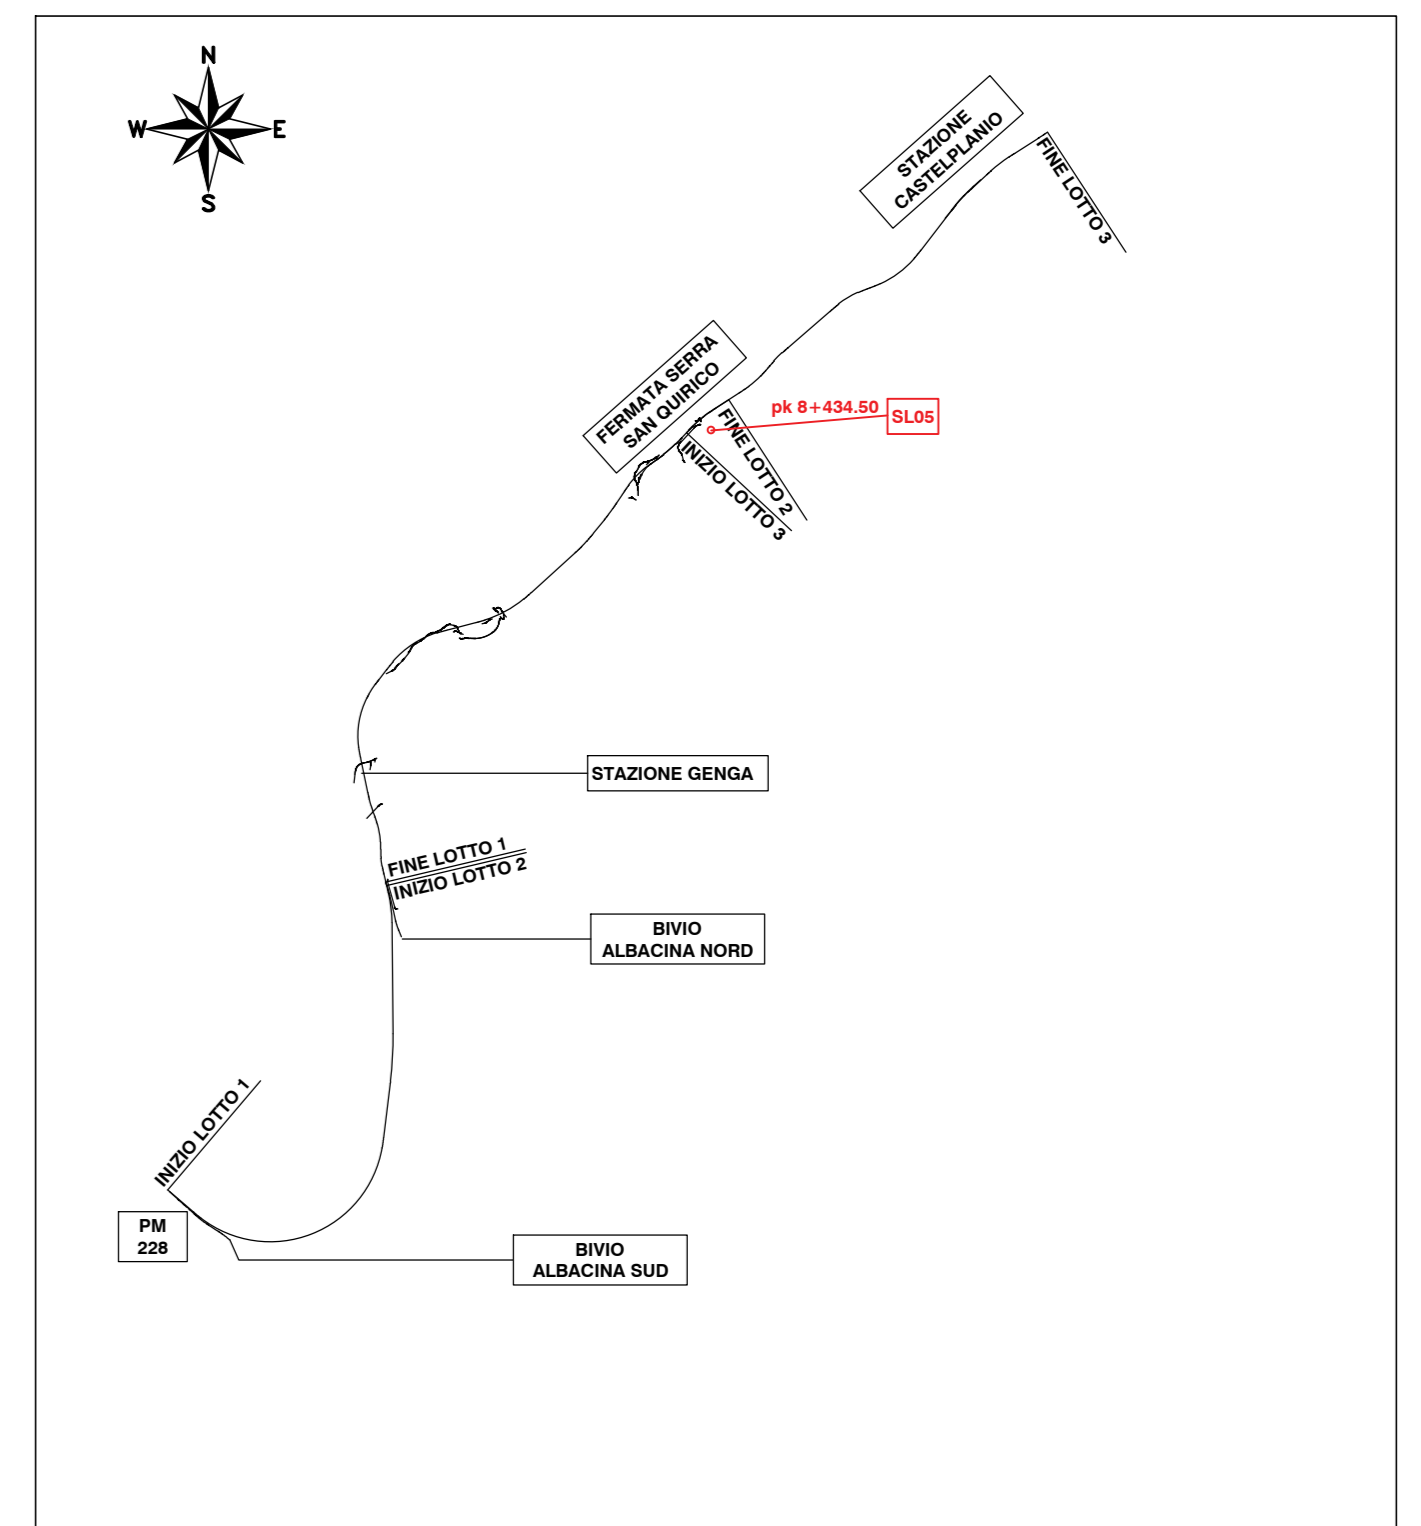 N
W
E
S
STAZIONE
CASTELPLANIO
FINE LOTTO 3
FERMATA SERRA
SAN QUIRICO
pk 8+434.50
SL05
FINE LOTTO 2
INIZIO LOTTO 3
STAZIONE GENGA
FINE LOTTO 1
INIZIO LOTTO 2
BIVIO
ALBACINA NORD
INIZIO LOTTO 1
PM
228
BIVIO
ALBACINA SUD